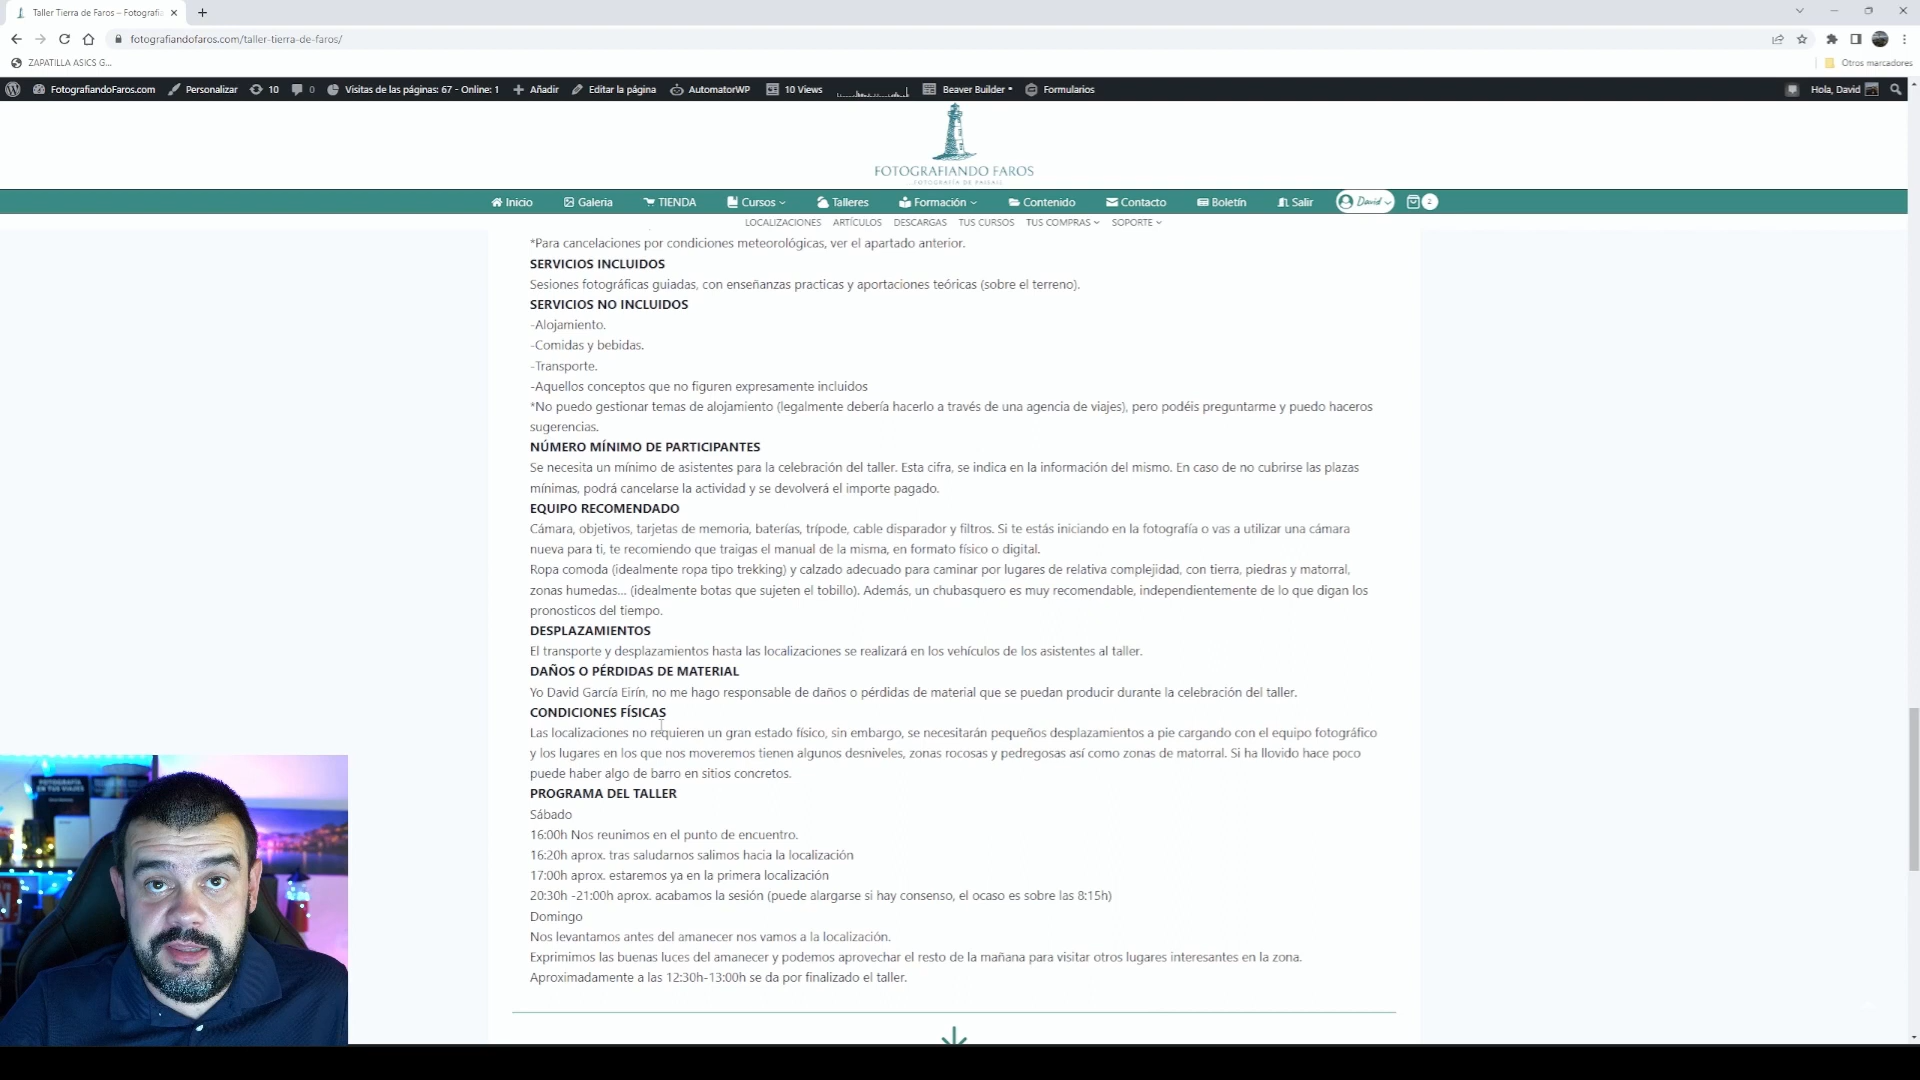 Taller Tierra de Faros – Fotografia
fotografiandofaros.com/taller-tierra-de-faros/
ZAPATILLA ASICS G...
Otros marcadores
FotografiandoFaros.com Personalizar 10 0 Visitas de las páginas: 67 - Online: 1 Añadir Editar la página AutomatorWP 10 Views Beaver Builder Formularios Hola, David
FOTOGRAFIANDO FAROS
FOTOGRAFÍA DE PAISAJE
Inicio Galeria TIENDA Cursos Talleres Formación Contenido Contacto Boletín Salir David 2
LOCALIZACIONES ARTÍCULOS DESCARGAS TUS CURSOS TUS COMPRAS SOPORTE
*Para cancelaciones por condiciones meteorológicas, ver el apartado anterior.
SERVICIOS INCLUIDOS
Sesiones fotográficas guiadas, con enseñanzas practicas y aportaciones teóricas (sobre el terreno).
SERVICIOS NO INCLUIDOS
-Alojamiento.
-Comidas y bebidas.
-Transporte.
-Aquellos conceptos que no figuren expresamente incluidos
*No puedo gestionar temas de alojamiento (legalmente debería hacerlo a través de una agencia de viajes), pero podéis preguntarme y puedo haceros
sugerencias.
NÚMERO MÍNIMO DE PARTICIPANTES
Se necesita un mínimo de asistentes para la celebración del taller. Esta cifra, se indica en la información del mismo. En caso de no cubrirse las plazas
mínimas, podrá cancelarse la actividad y se devolverá el importe pagado.
EQUIPO RECOMENDADO
Cámara, objetivos, tarjetas de memoria, baterías, trípode, cable disparador y filtros. Si te estás iniciando en la fotografía o vas a utilizar una cámara
nueva para ti, te recomiendo que traigas el manual de la misma, en formato físico o digital.
Ropa comoda (idealmente ropa tipo trekking) y calzado adecuado para caminar por lugares de relativa complejidad, con tierra, piedras y matorral,
zonas humedas... (idealmente botas que sujeten el tobillo). Además, un chubasquero es muy recomendable, independientemente de lo que digan los
pronosticos del tiempo.
DESPLAZAMIENTOS
El transporte y desplazamientos hasta las localizaciones se realizará en los vehículos de los asistentes al taller.
DAÑOS O PÉRDIDAS DE MATERIAL
Yo David García Eirín, no me hago responsable de daños o pérdidas de material que se puedan producir durante la celebración del taller.
CONDICIONES FÍSICAS
Las localizaciones no requieren un gran estado físico, sin embargo, se necesitarán pequeños desplazamientos a pie cargando con el equipo fotográfico
y los lugares en los que nos moveremos tienen algunos desniveles, zonas rocosas y pedregosas así como zonas de matorral. Si ha llovido hace poco
puede haber algo de barro en sitios concretos.
PROGRAMA DEL TALLER
Sábado
16:00h Nos reunimos en el punto de encuentro.
16:20h aprox. tras saludarnos salimos hacia la localización
17:00h aprox. estaremos ya en la primera localización
20:30h -21:00h aprox. acabamos la sesión (puede alargarse si hay consenso, el ocaso es sobre las 8:15h)
Domingo
Nos levantamos antes del amanecer nos vamos a la localización.
Exprimimos las buenas luces del amanecer y podemos aprovechar el resto de la mañana para visitar otros lugares interesantes en la zona.
Aproximadamente a las 12:30h-13:00h se da por finalizado el taller.